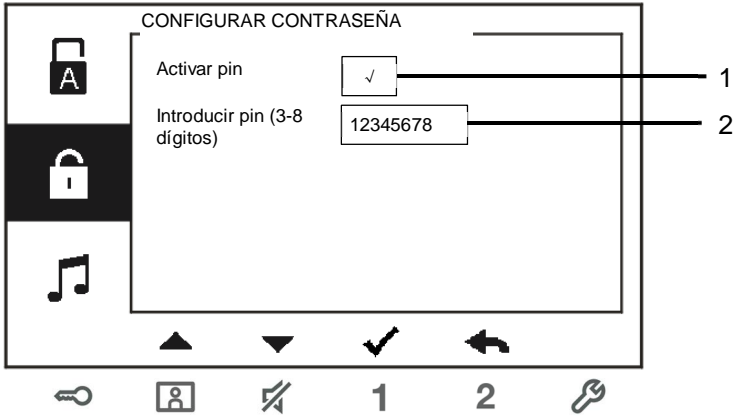 CONFIGURAR CONTRASEÑA
A
Activar pin
√
1
Introducir pin (3-8
dígitos)
12345678
2
1
2